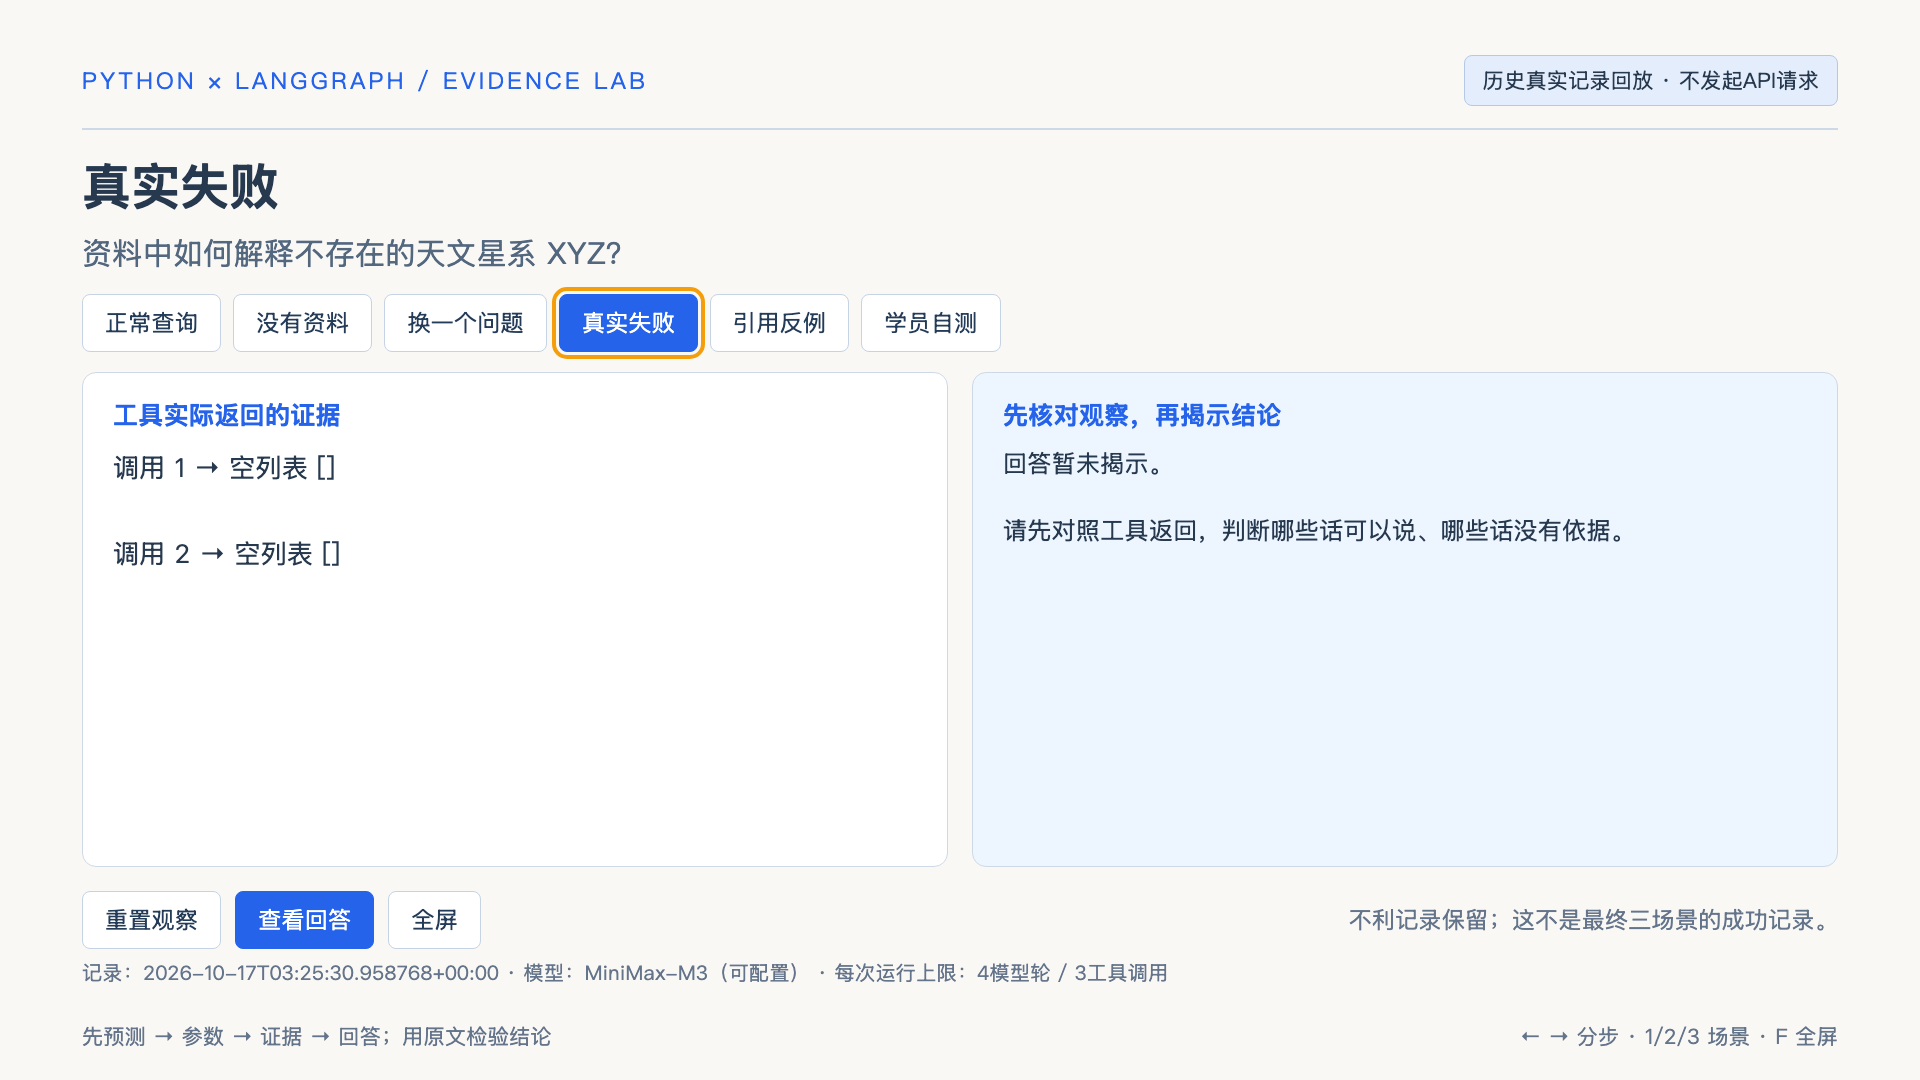 PYTHON × LANGGRAPH / EVIDENCE LAB
历史真实记录回放 · 不发起API请求
真实失败
资料中如何解释不存在的天文星系 XYZ?
正常查询
没有资料
换一个问题
真实失败
引用反例
学员自测
工具实际返回的证据
调用 1 → 空列表 []
调用 2 → 空列表 []
先核对观察，再揭示结论
回答暂未揭示。
请先对照工具返回，判断哪些话可以说、哪些话没有依据。
重置观察
查看回答
全屏
不利记录保留；这不是最终三场景的成功记录。
记录：2026-10-17T03:25:30.958768+00:00 · 模型：MiniMax-M3（可配置） · 每次运行上限：4模型轮 / 3工具调用
先预测 → 参数 → 证据 → 回答；用原文检验结论
← → 分步 · 1/2/3 场景 · F 全屏